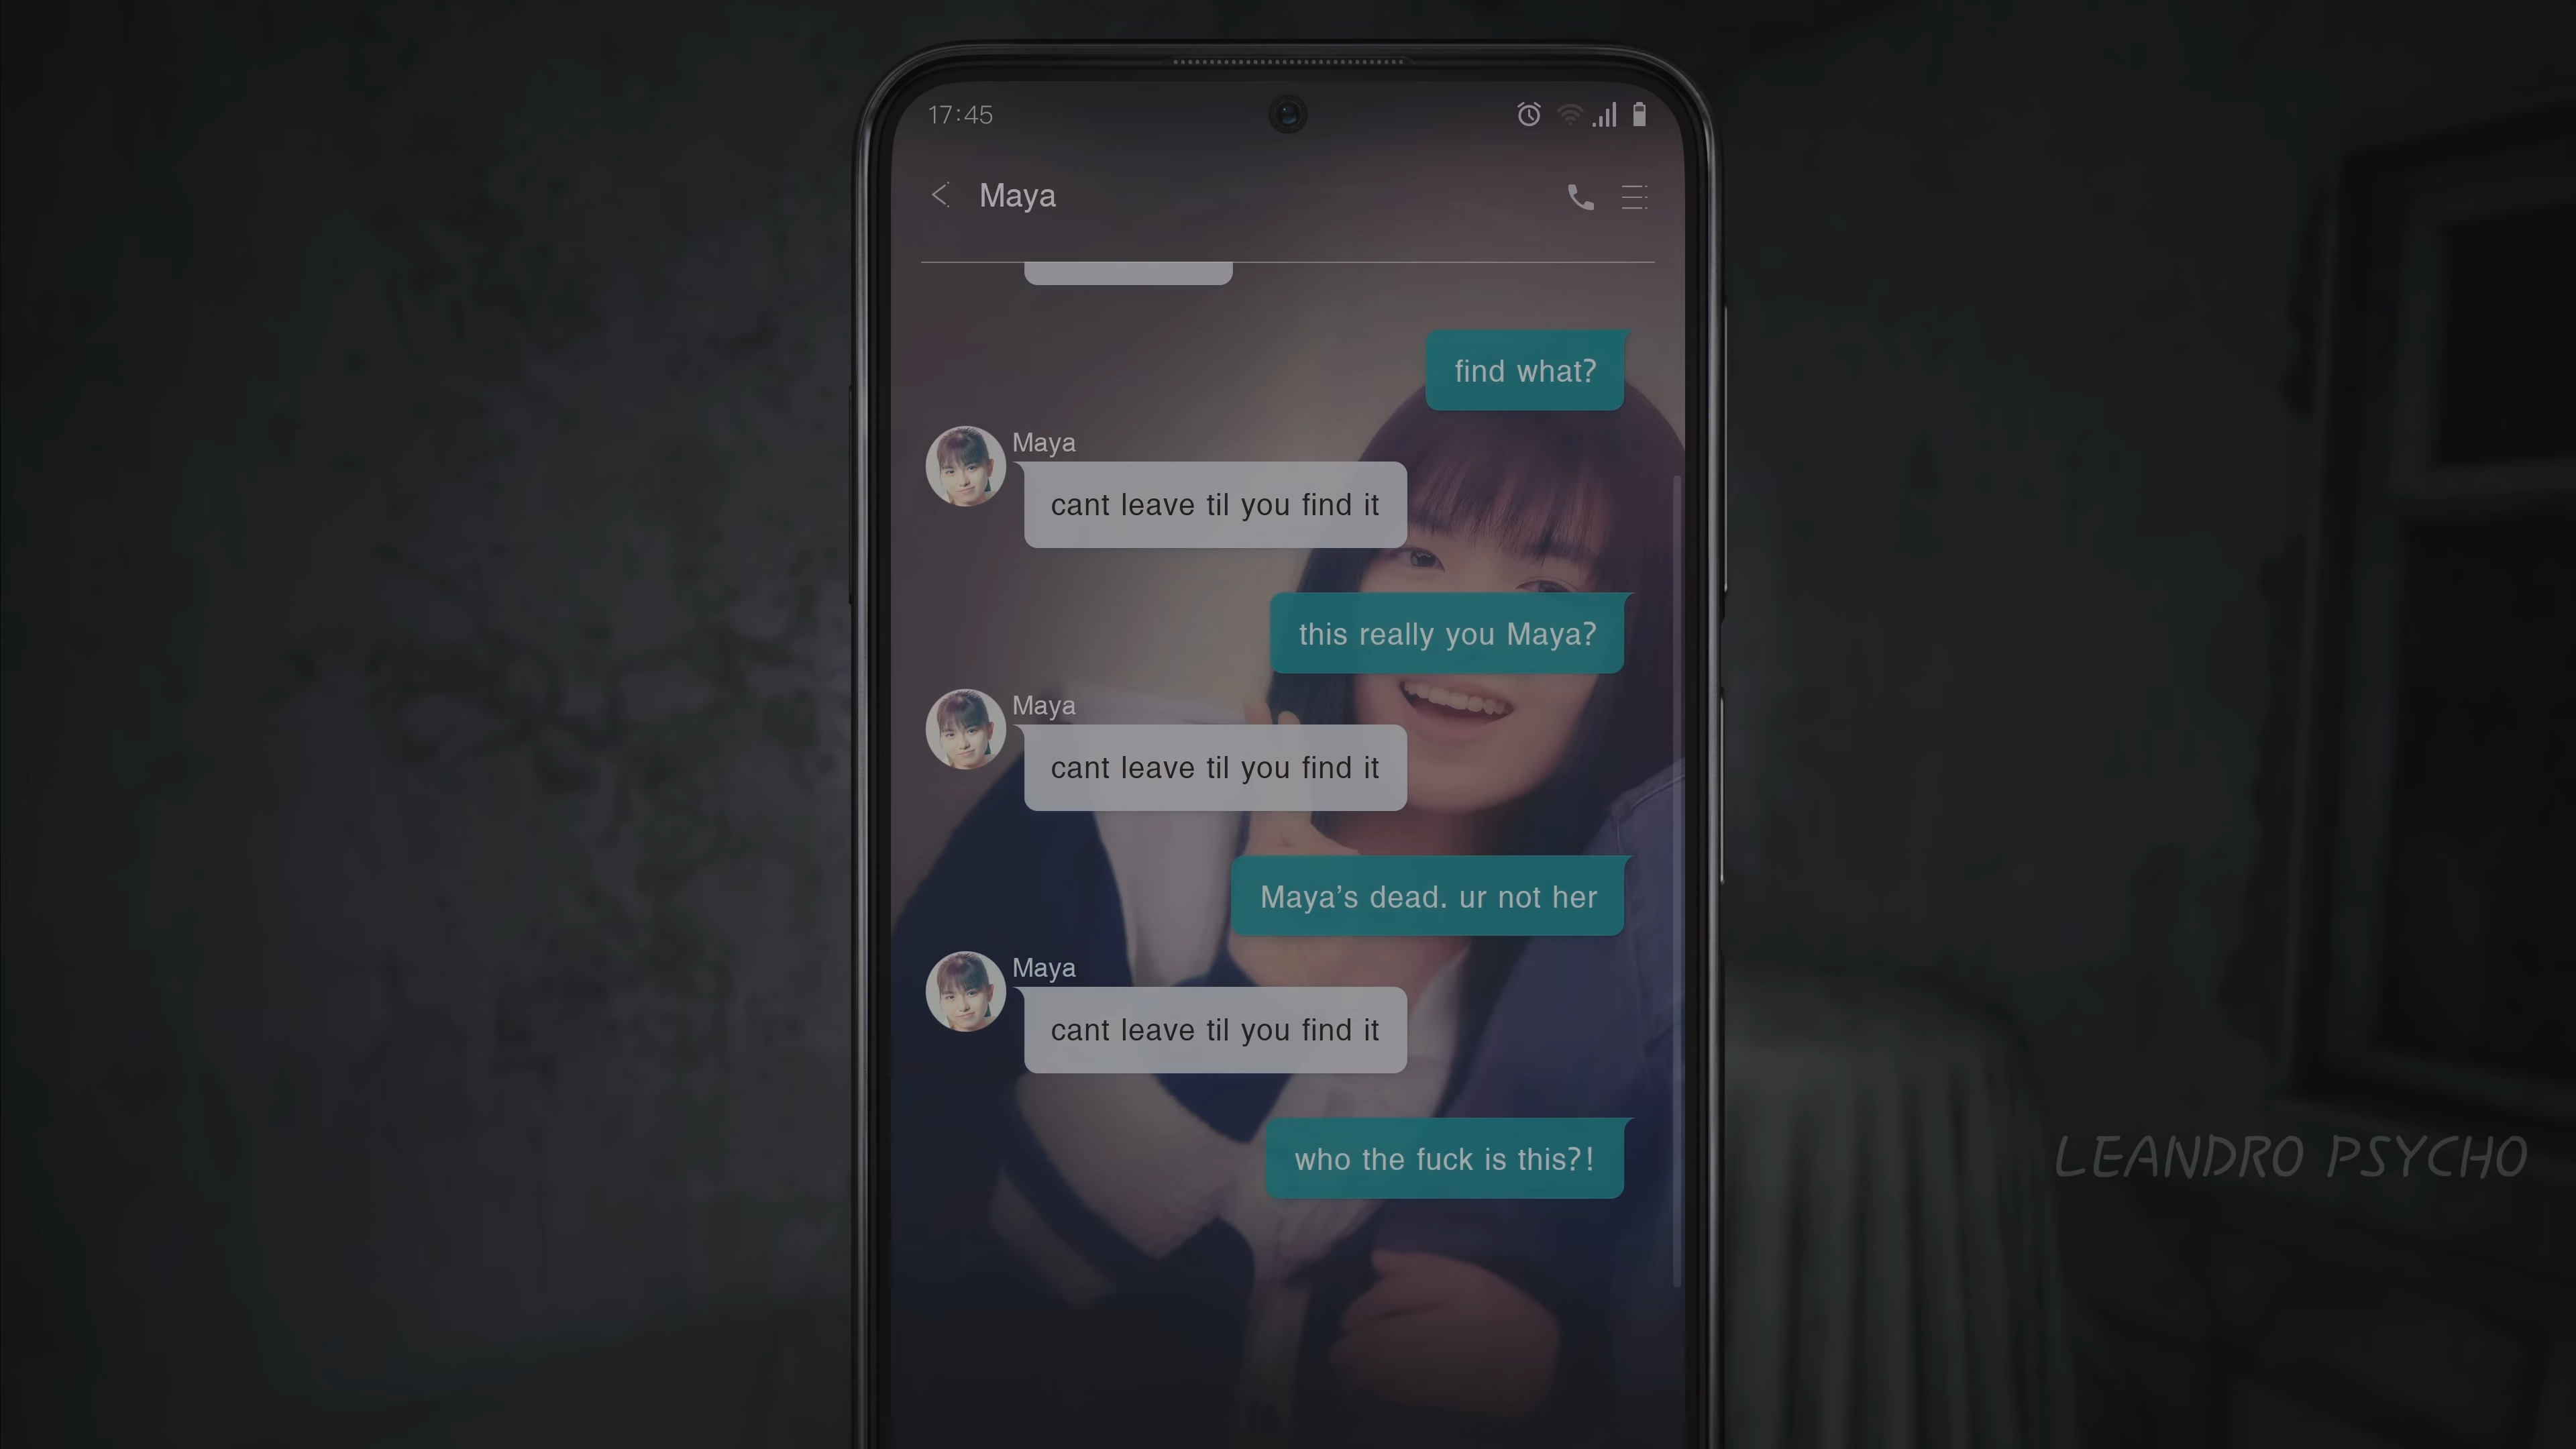 17:45
Maya
find what?
Maya
cant leave til you find it
this really you Maya?
Maya
cant leave til you find it
Maya’s dead. ur not her
Maya
cant leave til you find it
who the fuck is this?!
LEANDRO PSYCHO